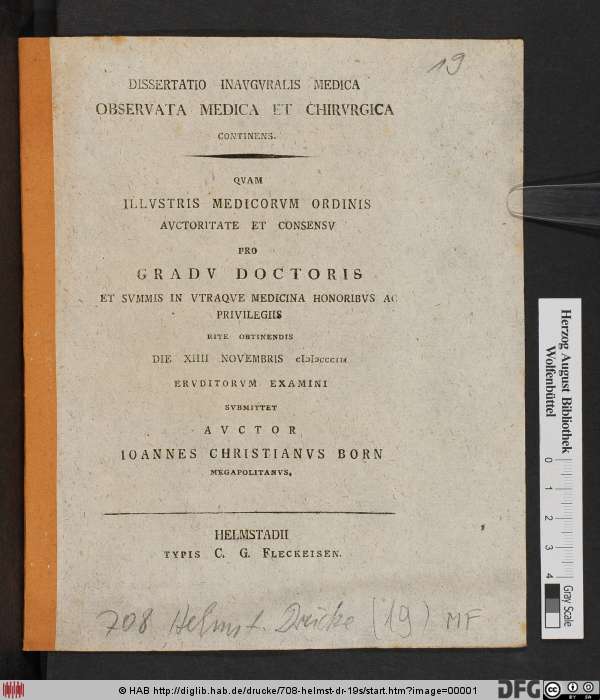 19
DISSERTATIO INAVGVRALIS MEDICA
OBSERVATA MEDICA ET CHIRVRGICA
CONTINENS.
QVAM
ILLVSTRIS MEDICORVM ORDINIS
AVCTORITATE ET CONSENSV
PRO
GRADV DOCTORIS
ET SVMMIS IN VTRAQVE MEDICINA HONORIBVS AC
PRIVILEGIIS
RITE OBTINENDIS
DIE XIIII NOVEMBRIS
ERVDITORVM EXAMINI
SVBMITTET
AVCTOR
IOANNES CHRISTIANVS BORN
MEGAPOLITANVS.
HELMSTADII
TYPIS C. G. FLECKEISEN.
708 Helmst. Drucke (19) MF
Herzog August Bibliothek
Wolfenbüttel
0 1 2 3 4
Gray Scale
© HAB http://diglib.hab.de/drucke/708-helmst-dr-19s/start.htm?image=00001
DFG
cc BY SA